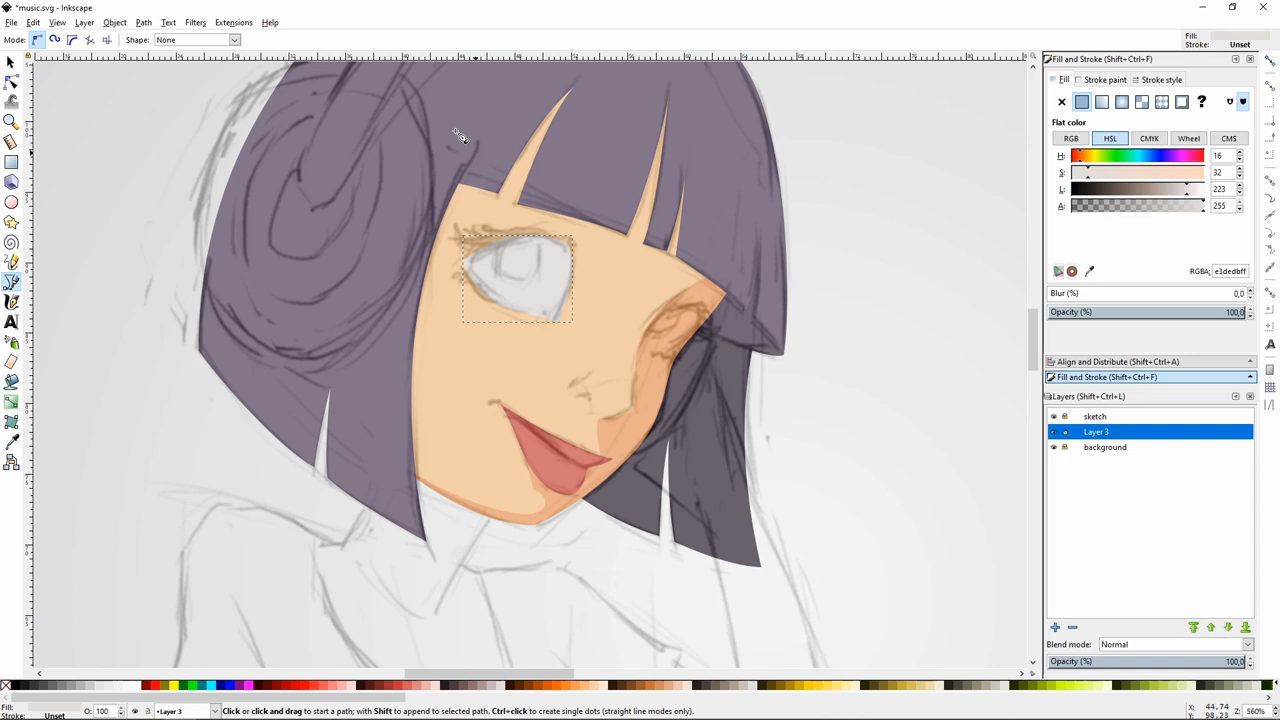 *music.svg - Inkscape
File Edit View Layer Object Path Text Filters Extensions Help
Mode: Shape: None
Fill:
Stroke: Unset
Fill and Stroke (Shift+Ctrl+F)
Fill Stroke paint Stroke style
?
Flat color
RGB HSL CMYK Wheel CMS
H: 16
S: 32
L: 223
A: 255
RGBA: e3dedbff
Blur (%) 0,0
Opacity (%) 100,0
Align and Distribute (Shift+Ctrl+A)
Fill and Stroke (Shift+Ctrl+F)
Layers (Shift+Ctrl+L)
sketch
Layer 3
background
Blend mode: Normal
Opacity (%) 100,0
Fill:
Stroke: Unset
O: 100
•Layer 3
Click or click and drag to start a path; with Shift to append to selected path. Ctrl+click to create single dots (straight line modes only).
X: 44,74
Y: 98,23
Z: 560%